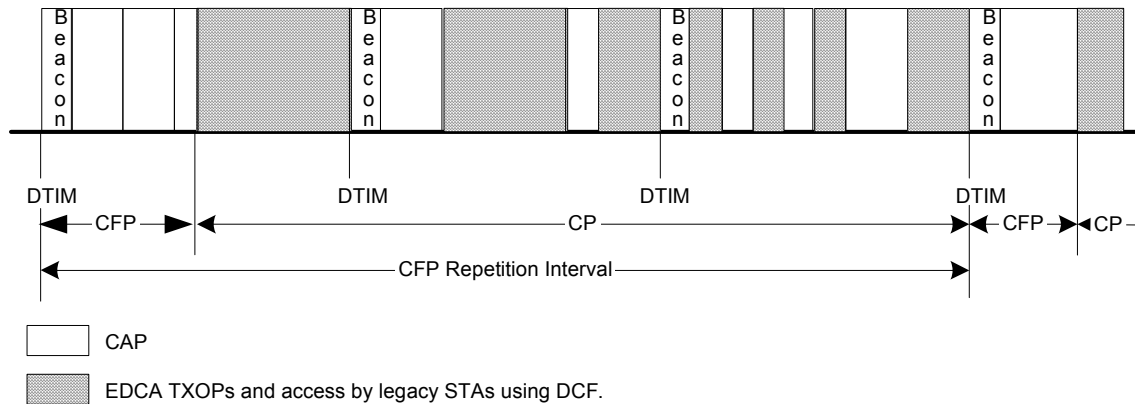 Beacon
Beacon
Beacon
Beacon
DTIM
DTIM
DTIM
DTIM
CFP
CP
CFP
CP
CFP Repetition Interval
CAP
EDCA TXOPs and access by legacy STAs using DCF.